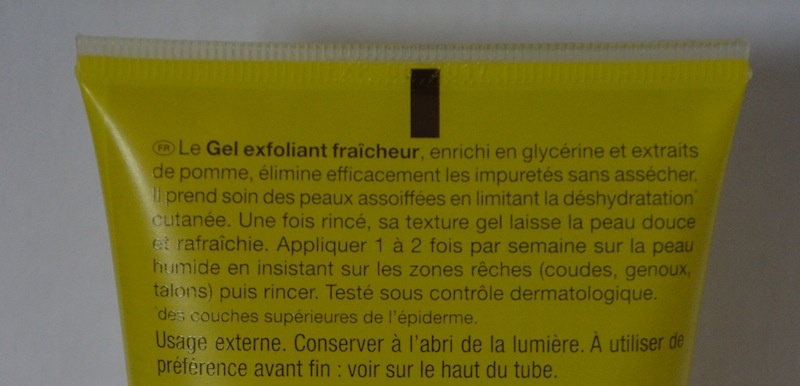 FR Le Gel exfoliant fraîcheur, enrichi en glycérine et extraits
de pomme, élimine efficacement les impuretés sans assécher.
Il prend soin des peaux assoiffées en limitant la déshydratation*
cutanée. Une fois rincé, sa texture gel laisse la peau douce
et rafraîchie. Appliquer 1 à 2 fois par semaine sur la peau
humide en insistant sur les zones rêches (coudes, genoux,
talons) puis rincer. Testé sous contrôle dermatologique.
*des couches supérieures de l'épiderme.
Usage externe. Conserver à l'abri de la lumière. À utiliser de
préférence avant fin : voir sur le haut du tube.